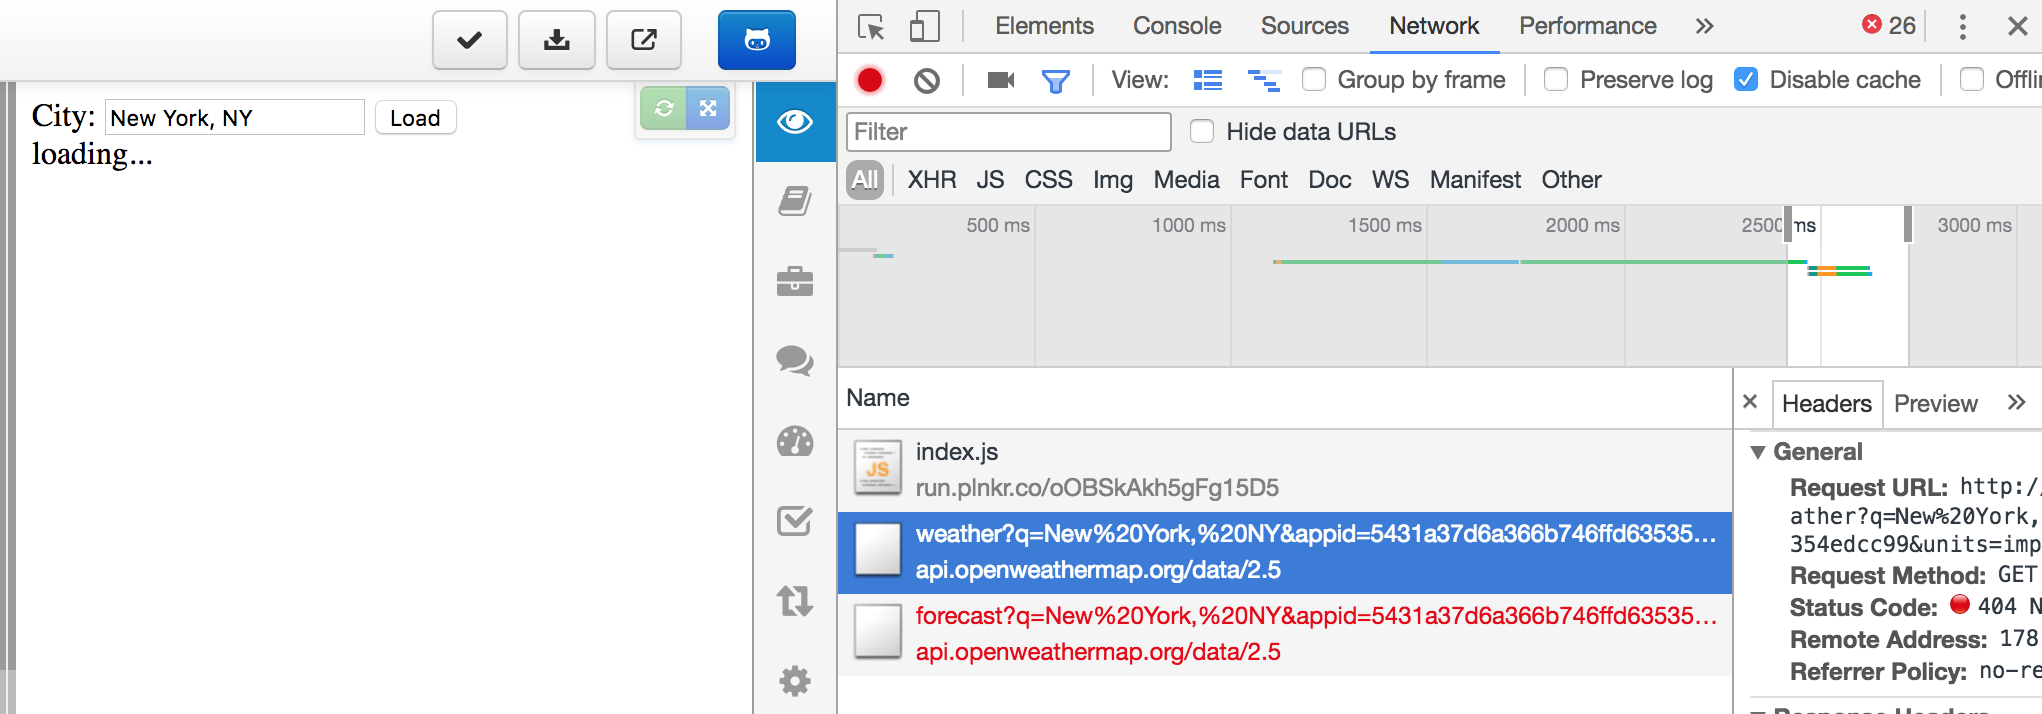 City: New York, NY Load
loading...
Elements Console Sources Network Performance » 26
View: Group by frame Preserve log Disable cache Offli
Filter Hide data URLs
All XHR JS CSS Img Media Font Doc WS Manifest Other
500 ms 1000 ms 1500 ms 2000 ms 2500 ms 3000 ms
Name
index.js
JS
run.plnkr.co/oOBSkAkh5gFg15D5
weather?q=New%20York,%20NY&appid=5431a37d6a366b746ffd63535...
api.openweathermap.org/data/2.5
forecast?q=New%20York,%20NY&appid=5431a37d6a366b746ffd63535...
api.openweathermap.org/data/2.5
× Headers Preview »
General
Request URL: http:/
ather?q=New%20York,
354edcc99&units=imp
Request Method: GET
Status Code: 404 N
Remote Address: 178
Referrer Policy: no-re
Response Headers